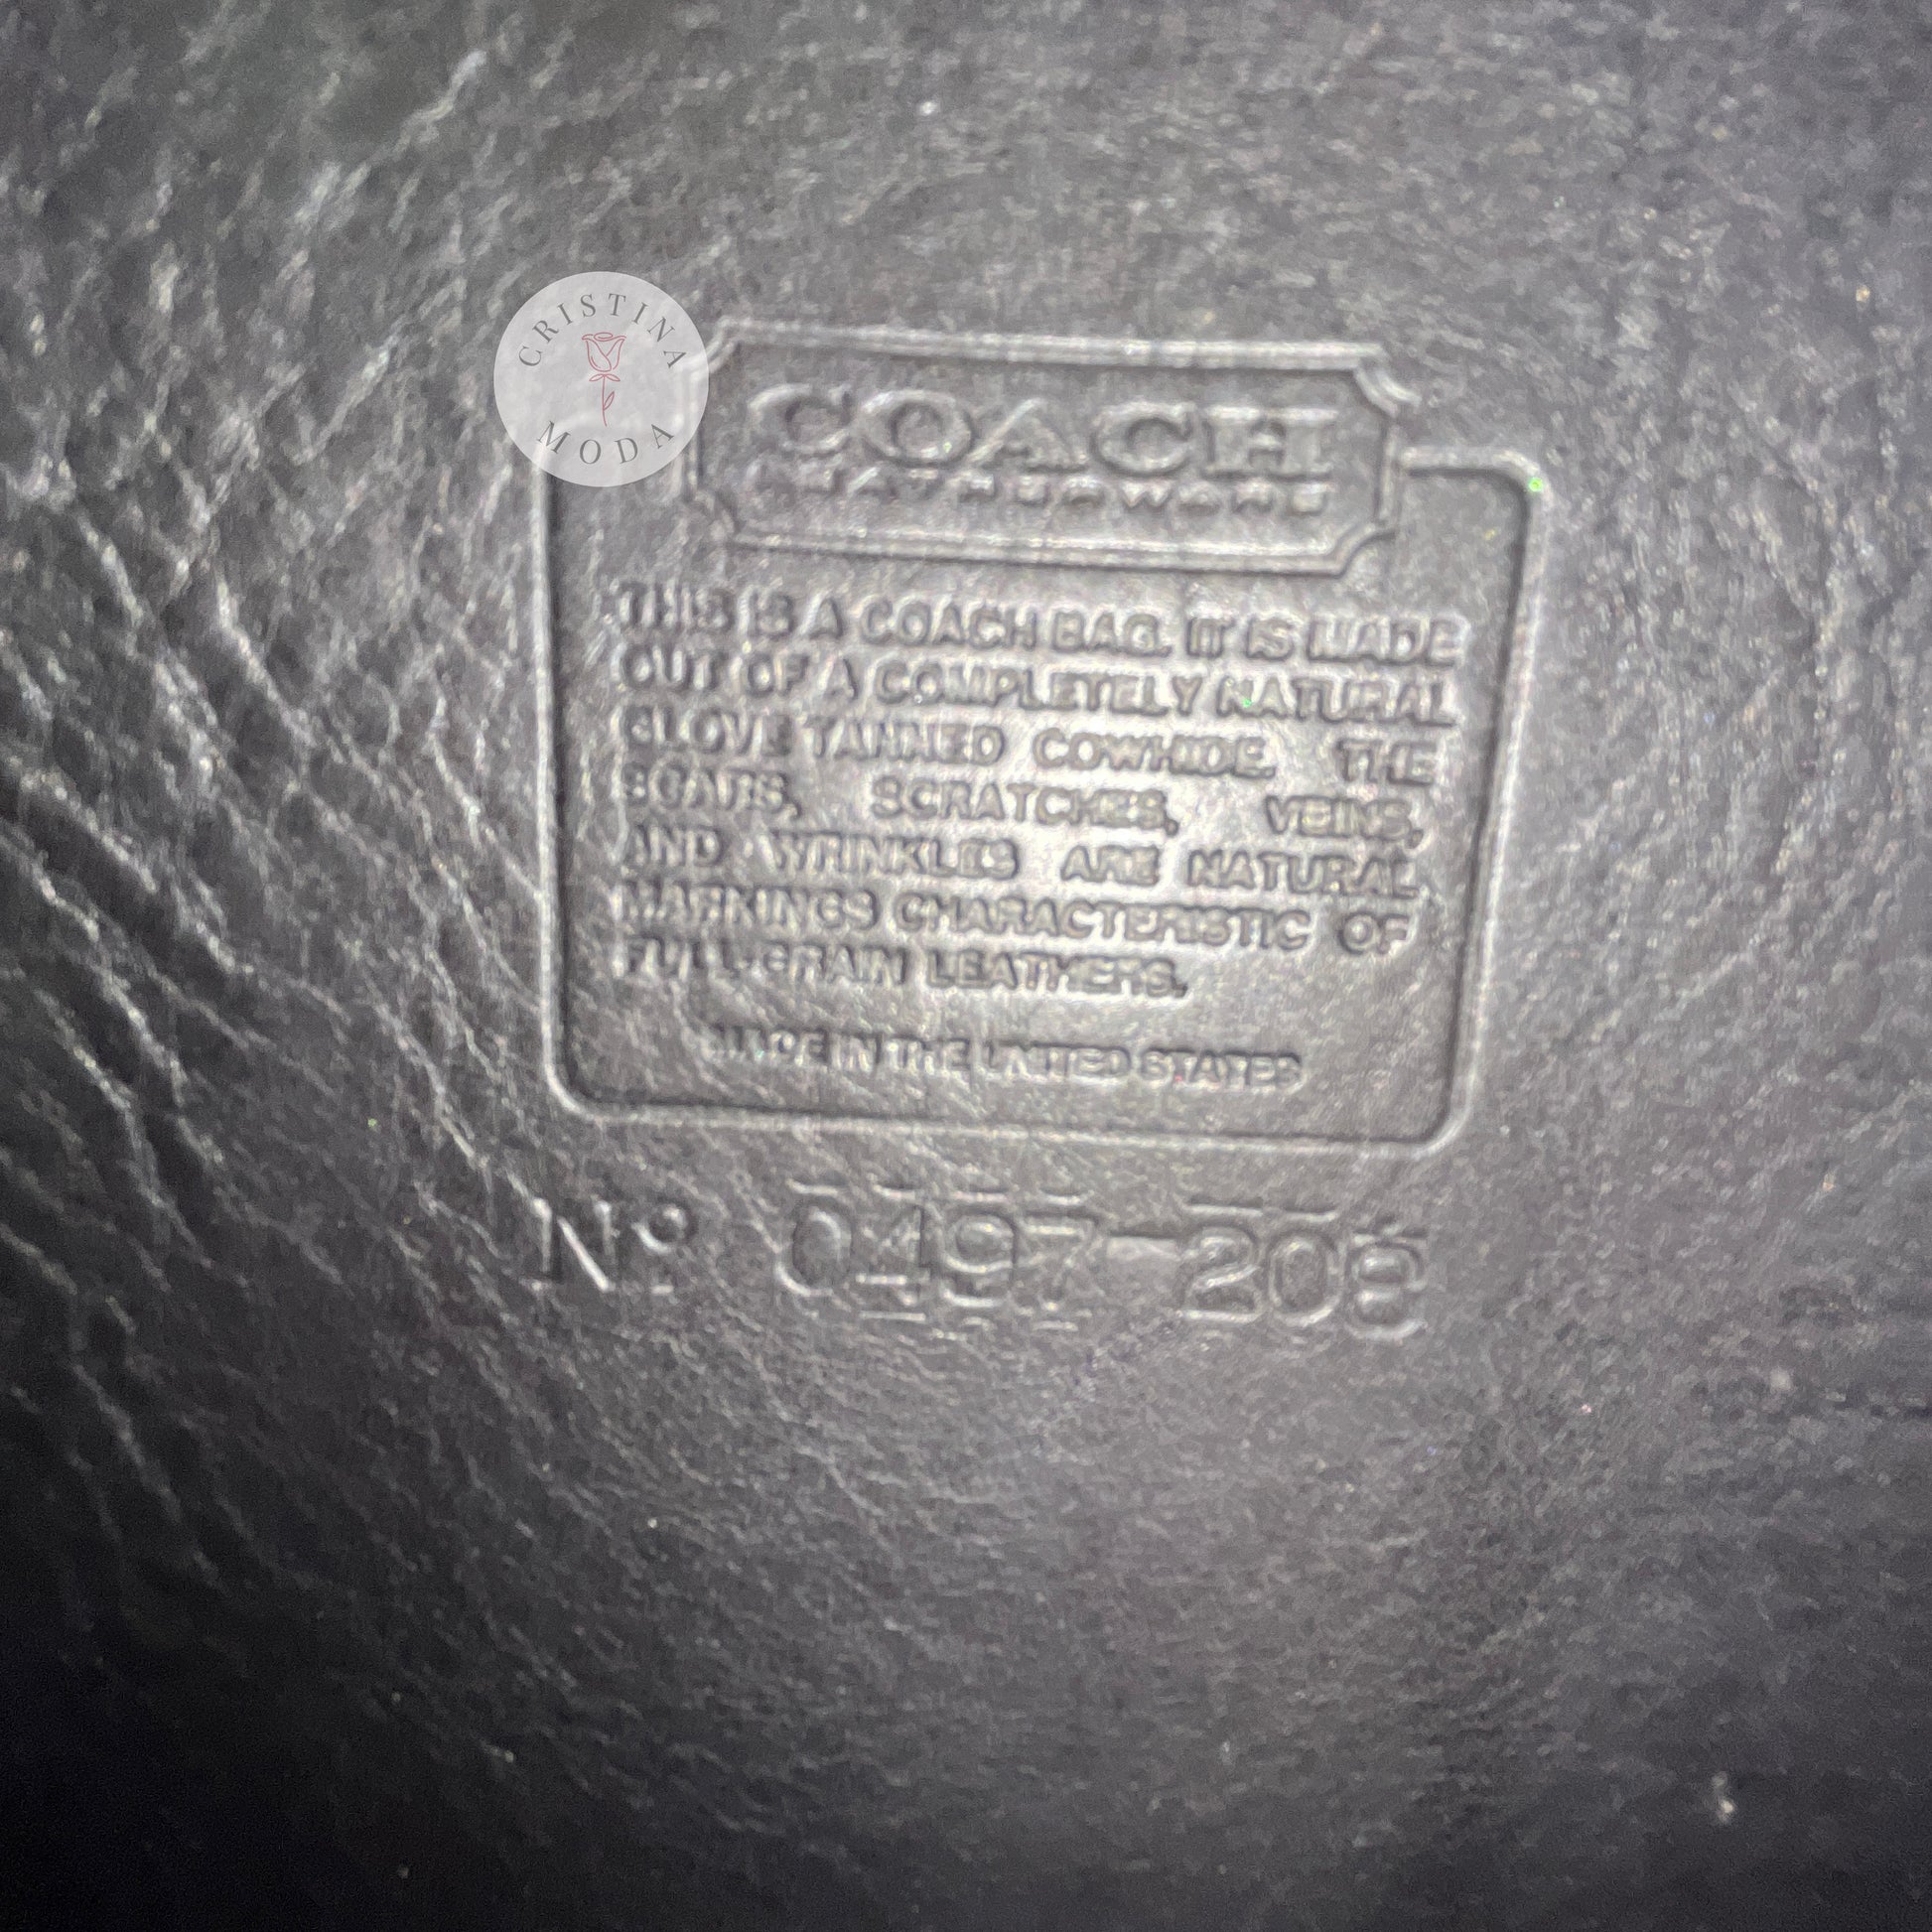 CRISTINA
MODA
COACH
LEATHERWARE
THIS IS A COACH BAG. IT IS MADE
OUT OF A COMPLETELY NATURAL
GLOVE TANNED COWHIDE. THE
SCARS, SCRATCHES, VEINS,
AND WRINKLES ARE NATURAL
MARKINGS CHARACTERISTIC OF
FULL-GRAIN LEATHERS.
MADE IN THE UNITED STATES
Nº 0497-208